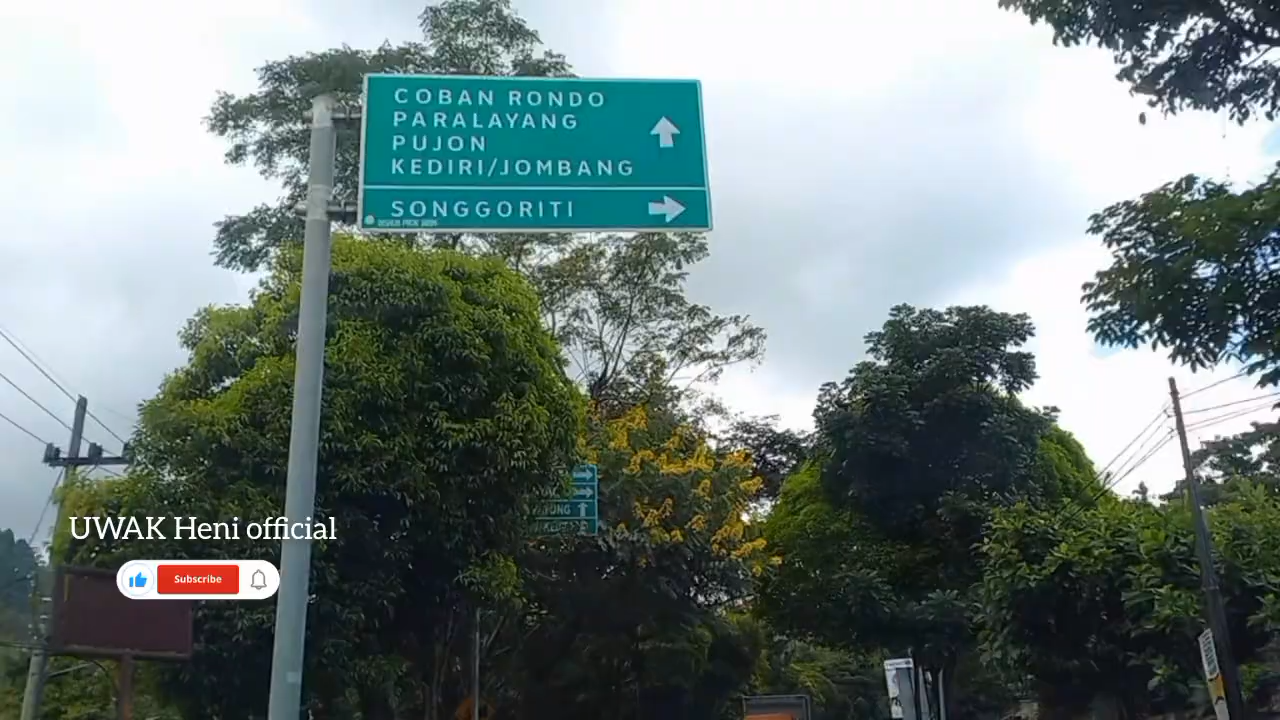 COBAN RONDO
PARALAYANG
PUJON
KEDIRI/JOMBANG
SONGGORITI
UWAK Heni official
Subscribe